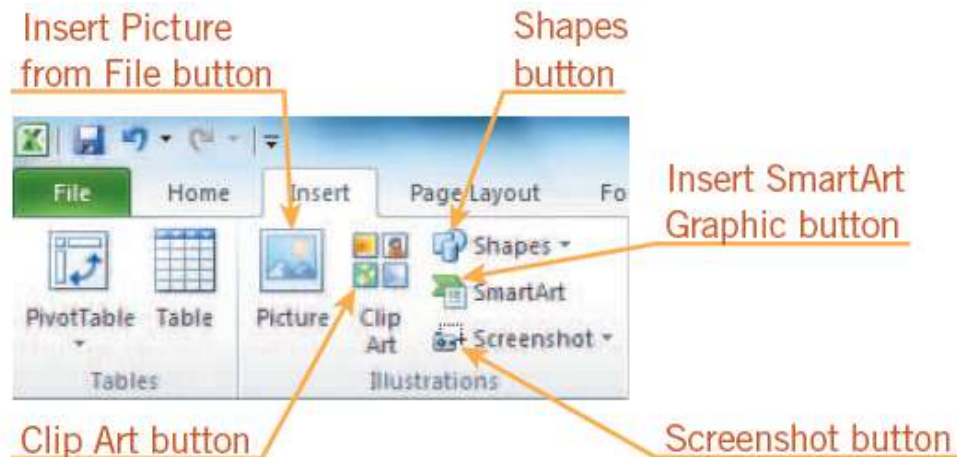 Insert Picture
from File button
Shapes
button
File Home Insert Page Layout Fo
Insert SmartArt
Graphic button
PivotTable Table Picture Clip
Art
Shapes
SmartArt
Screenshot
Tables Illustrations
Clip Art button
Screenshot button